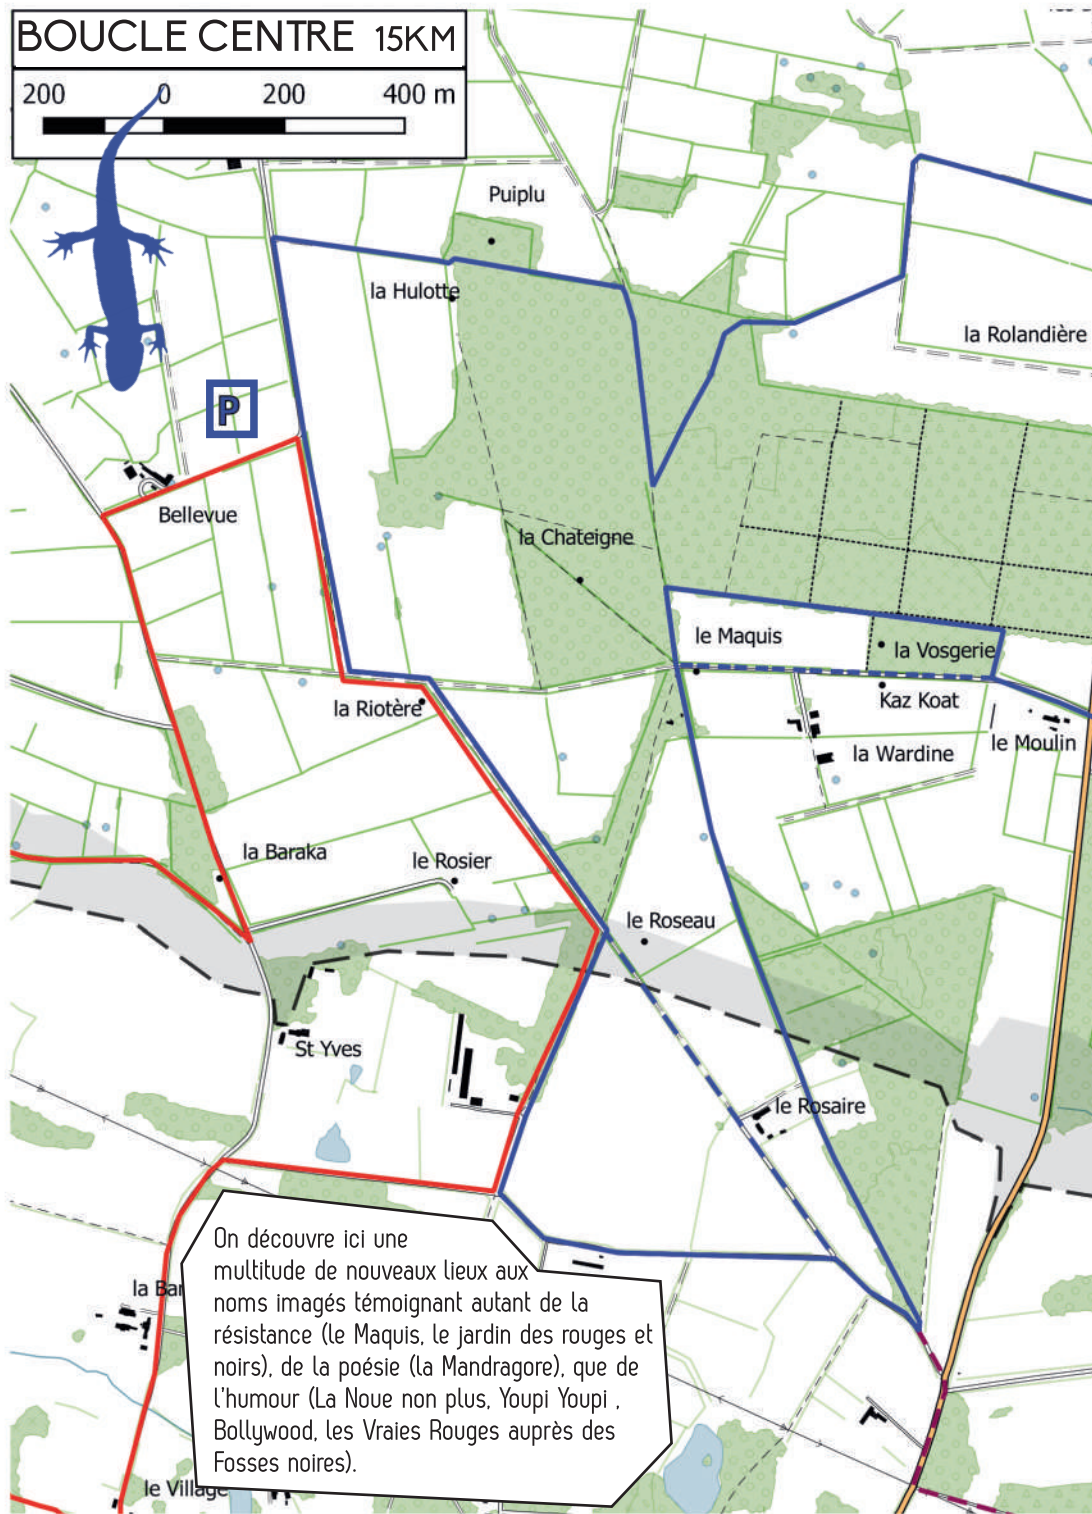 BOUCLE CENTRE 15KM
200 0 200 400 m
Puiplu
la Hulotte
la Rolandière
P
Bellevue
la Chateigne
le Maquis
la Vosgerie
Kaz Koat
la Riotère
le Moulin
la Wardine
la Baraka
le Rosier
le Roseau
St Yves
le Rosaire
On découvre ici une
multitude de nouveaux lieux aux
noms imagés témoignant autant de la
résistance (le Maquis, le jardin des rouges et
noirs), de la poésie (la Mandragore), que de
l'humour (La Noue non plus, Youpi Youpi ,
Bollywood, les Vraies Rouges auprès des
Fosses noires).
la Bar
le Village